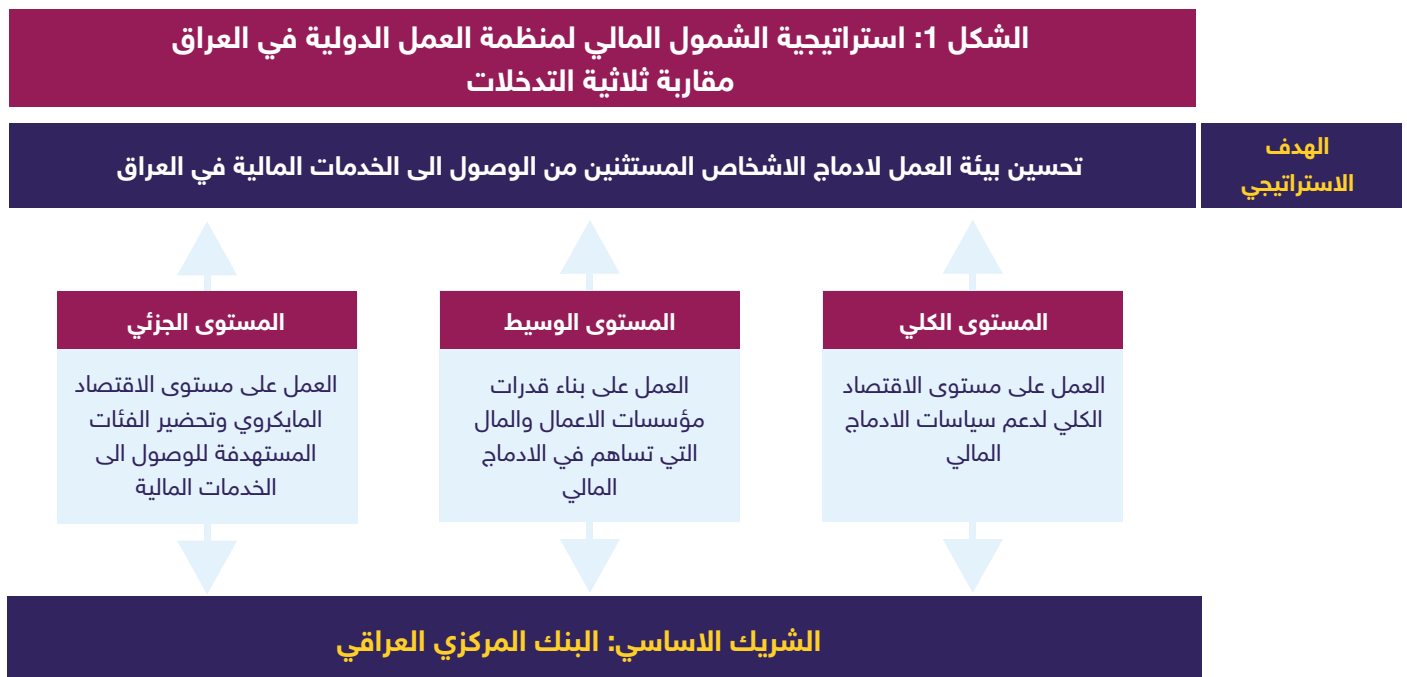 الشكل 1: استراتيجية الشمول المالي لمنظمة العمل الدولية في العراق
مقاربة ثلاثية التدخلات
الهدف
الاستراتيجي
تحسين بيئة العمل لادماج الاشخاص المستثنين من الوصول الى الخدمات المالية في العراق
المستوى الكلي
العمل على مستوى الاقتصاد
الكلي لدعم سياسات الادماج
المالي
المستوى الوسيط
العمل على بناء قدرات
مؤسسات الاعمال والمال
التي تساهم في الادماج
المالي
المستوى الجزئي
العمل على مستوى الاقتصاد
المايكروي وتحضير الفئات
المستهدفة للوصول الى
الخدمات المالية
الشريك الاساسي: البنك المركزي العراقي